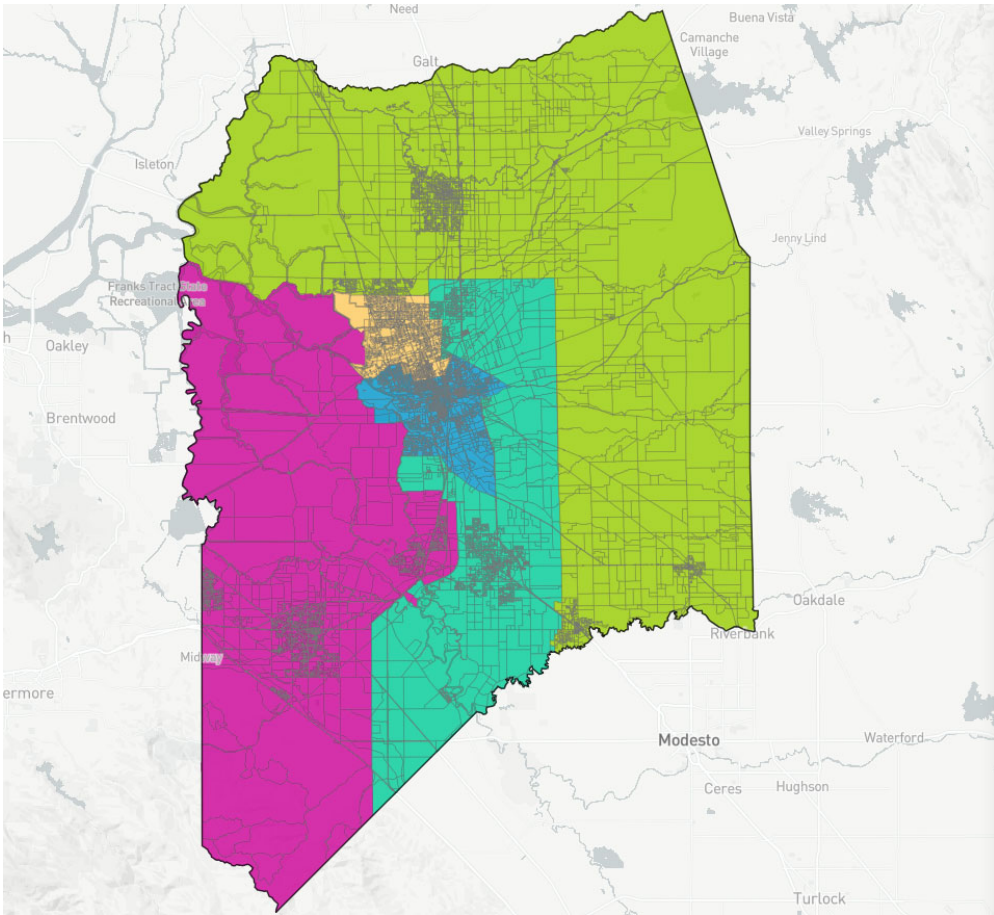 Need
Buena Vista
Camanche
Village
Galt
Valley Springs
Isleton
Jenny Lind
Franks Tract State
Recreational Area
h
Oakley
Brentwood
Oakdale
Riverbank
Midway
ermore
Modesto
Waterford
Ceres
Hughson
Turlock